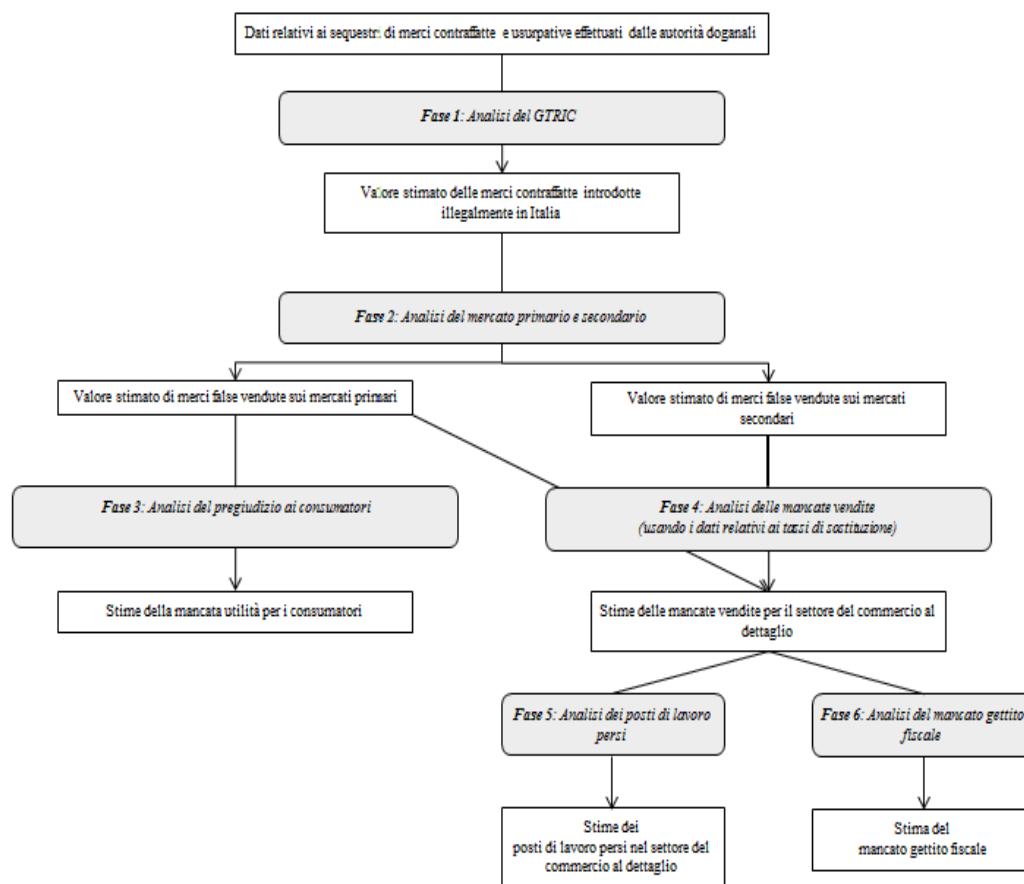 Dati relativi ai sequestri di merci contraffatte e usurpative effettuati dalle autorità doganali
Fase 1: Analisi del GTRIC
Valore stimato delle merci contraffatte introdotte
illegalmente in Italia
Fase 2: Analisi del mercato primario e secondario
Valore stimato di merci false vendute sui mercati primari
Valore stimato di merci false vendute sui mercati
secondari
Fase 3: Analisi del pregiudizio ai consumatori
Fase 4: Analisi delle mancate vendite
(usando i dati relativi ai tassi di sostituzione)
Stime della mancata utilità per i consumatori
Stime delle mancate vendite per il settore del commercio al
dettaglio
Fase 5: Analisi dei posti di lavoro
persi
Fase 6: Analisi del mancato gettito
fiscale
Stime dei
posti di lavoro persi nel settore del
commercio al dettaglio
Stima del
mancato gettito fiscale